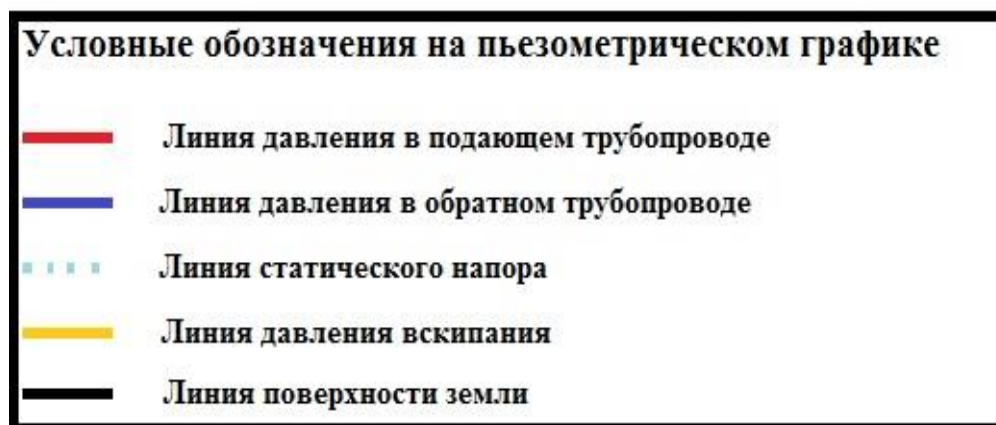 Условные обозначения на пьезометрическом графике
Линия давления в подающем трубопроводе
Линия давления в обратном трубопроводе
Линия статического напора
Линия давления вскипания
Линия поверхности земли